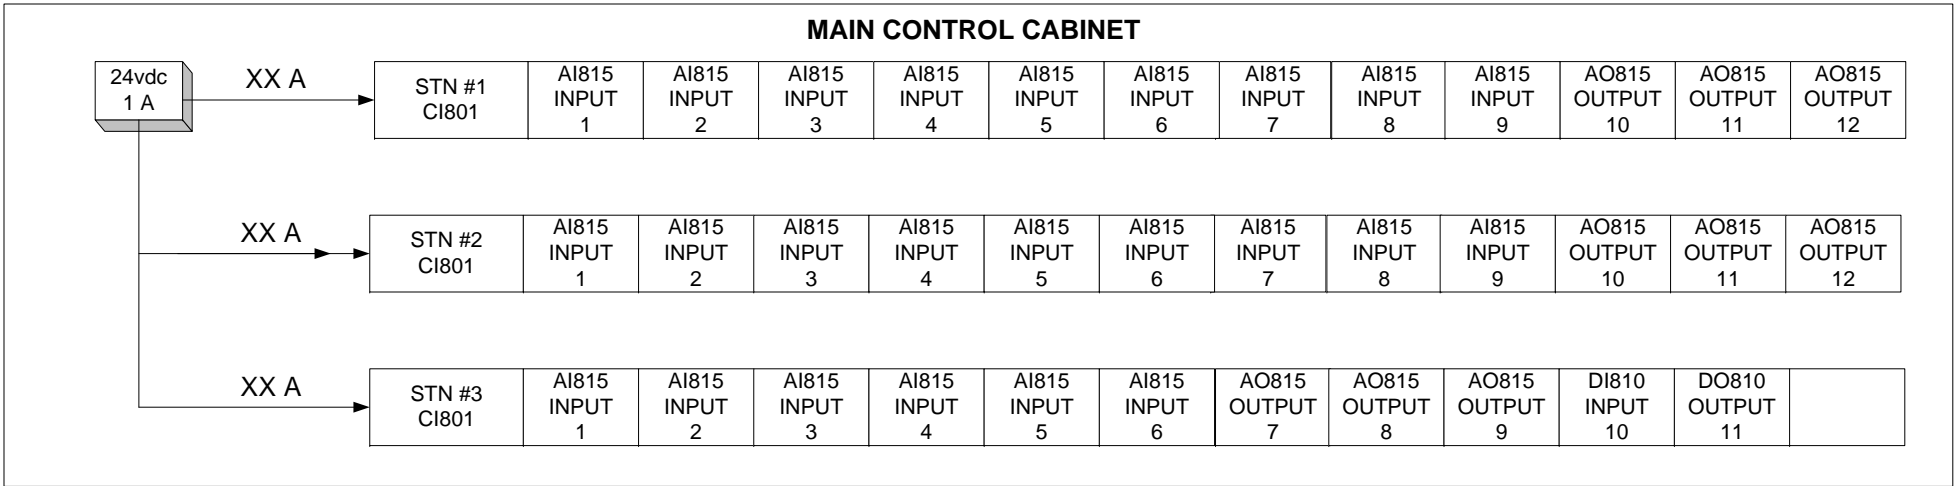 MAIN CONTROL CABINET
24vdc
1 A
XX A
STN #1
CI801
AI815
INPUT
1
AI815
INPUT
2
AI815
INPUT
3
AI815
INPUT
4
AI815
INPUT
5
AI815
INPUT
6
AI815
INPUT
7
AI815
INPUT
8
AI815
INPUT
9
AO815
OUTPUT
10
AO815
OUTPUT
11
AO815
OUTPUT
12
XX A
STN #2
CI801
AI815
INPUT
1
AI815
INPUT
2
AI815
INPUT
3
AI815
INPUT
4
AI815
INPUT
5
AI815
INPUT
6
AI815
INPUT
7
AI815
INPUT
8
AI815
INPUT
9
AO815
OUTPUT
10
AO815
OUTPUT
11
AO815
OUTPUT
12
XX A
STN #3
CI801
AI815
INPUT
1
AI815
INPUT
2
AI815
INPUT
3
AI815
INPUT
4
AI815
INPUT
5
AI815
INPUT
6
AO815
OUTPUT
7
AO815
OUTPUT
8
AO815
OUTPUT
9
DI810
INPUT
10
DO810
OUTPUT
11